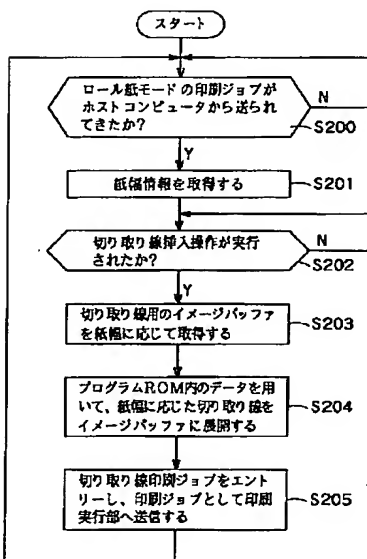 スタート
ロール紙モードの印刷ジョブが
ホストコンピュータから送られ
てきたか?
N
S200
Y
紙幅情報を取得する
S201
切り取り線挿入操作が実行
されたか?
N
S202
Y
切り取り線用のイメージバッファ
を紙幅に応じて取得する
S203
プログラムROM内のデータを用
いて、紙幅に応じた切り取り線を
イメージバッファに展開する
S204
切り取り線印刷ジョブをエント
リーし、印刷ジョブとして印刷
実行部へ送信する
S205